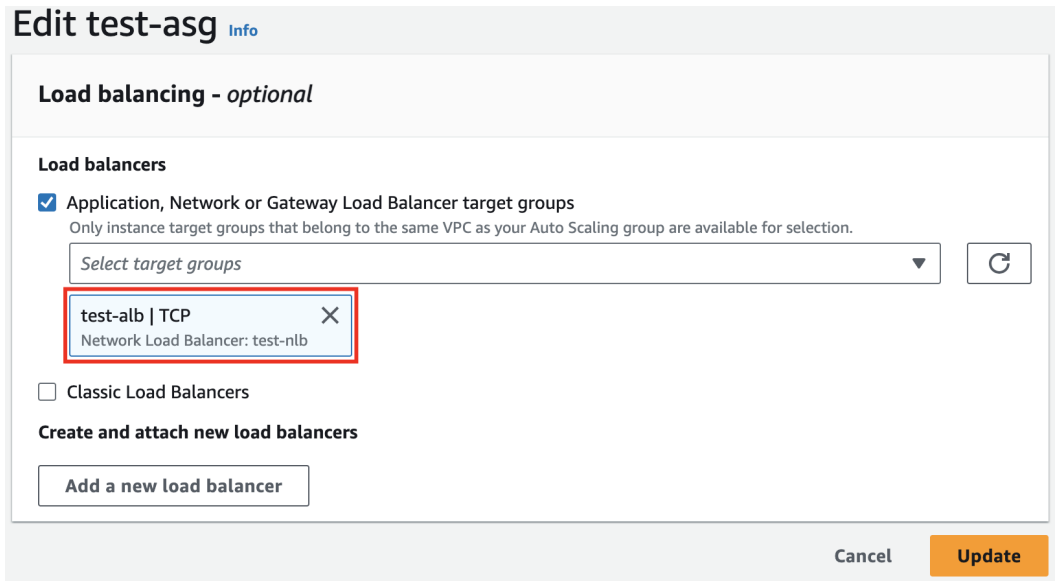 Edit test-asg Info
Load balancing - optional
Load balancers
Application, Network or Gateway Load Balancer target groups
Only instance target groups that belong to the same VPC as your Auto Scaling group are available for selection.
Select target groups
test-alb | TCP
Network Load Balancer: test-nlb
Classic Load Balancers
Create and attach new load balancers
Add a new load balancer
Cancel Update